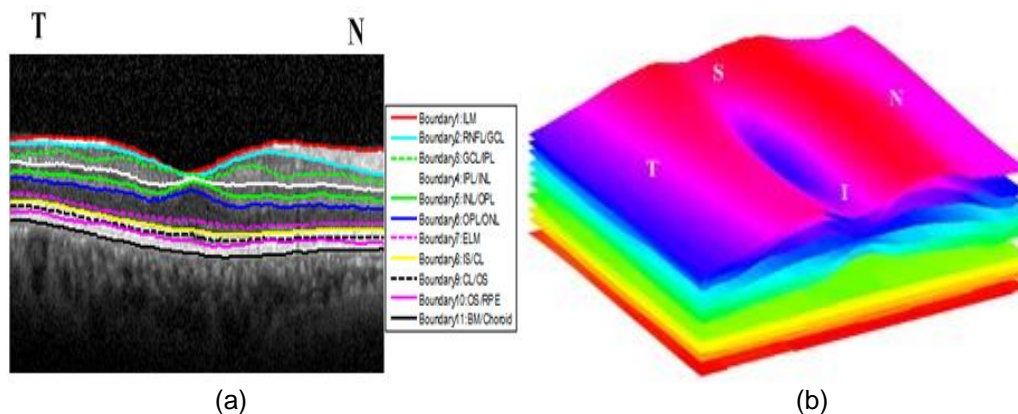 T N
Boundary1:ILM
Boundary2:RNFL/GCL
Boundary3:GCL/IPL
Boundary4:IPL/INL
Boundary5:INL/OPL
Boundary6:OPL/ONL
Boundary7:ELM
Boundary8:IS/CL
Boundary9:CL/OS
Boundary10:OS/RPE
Boundary11:BM/Choroid
(a)
S
N
T
I
(b)